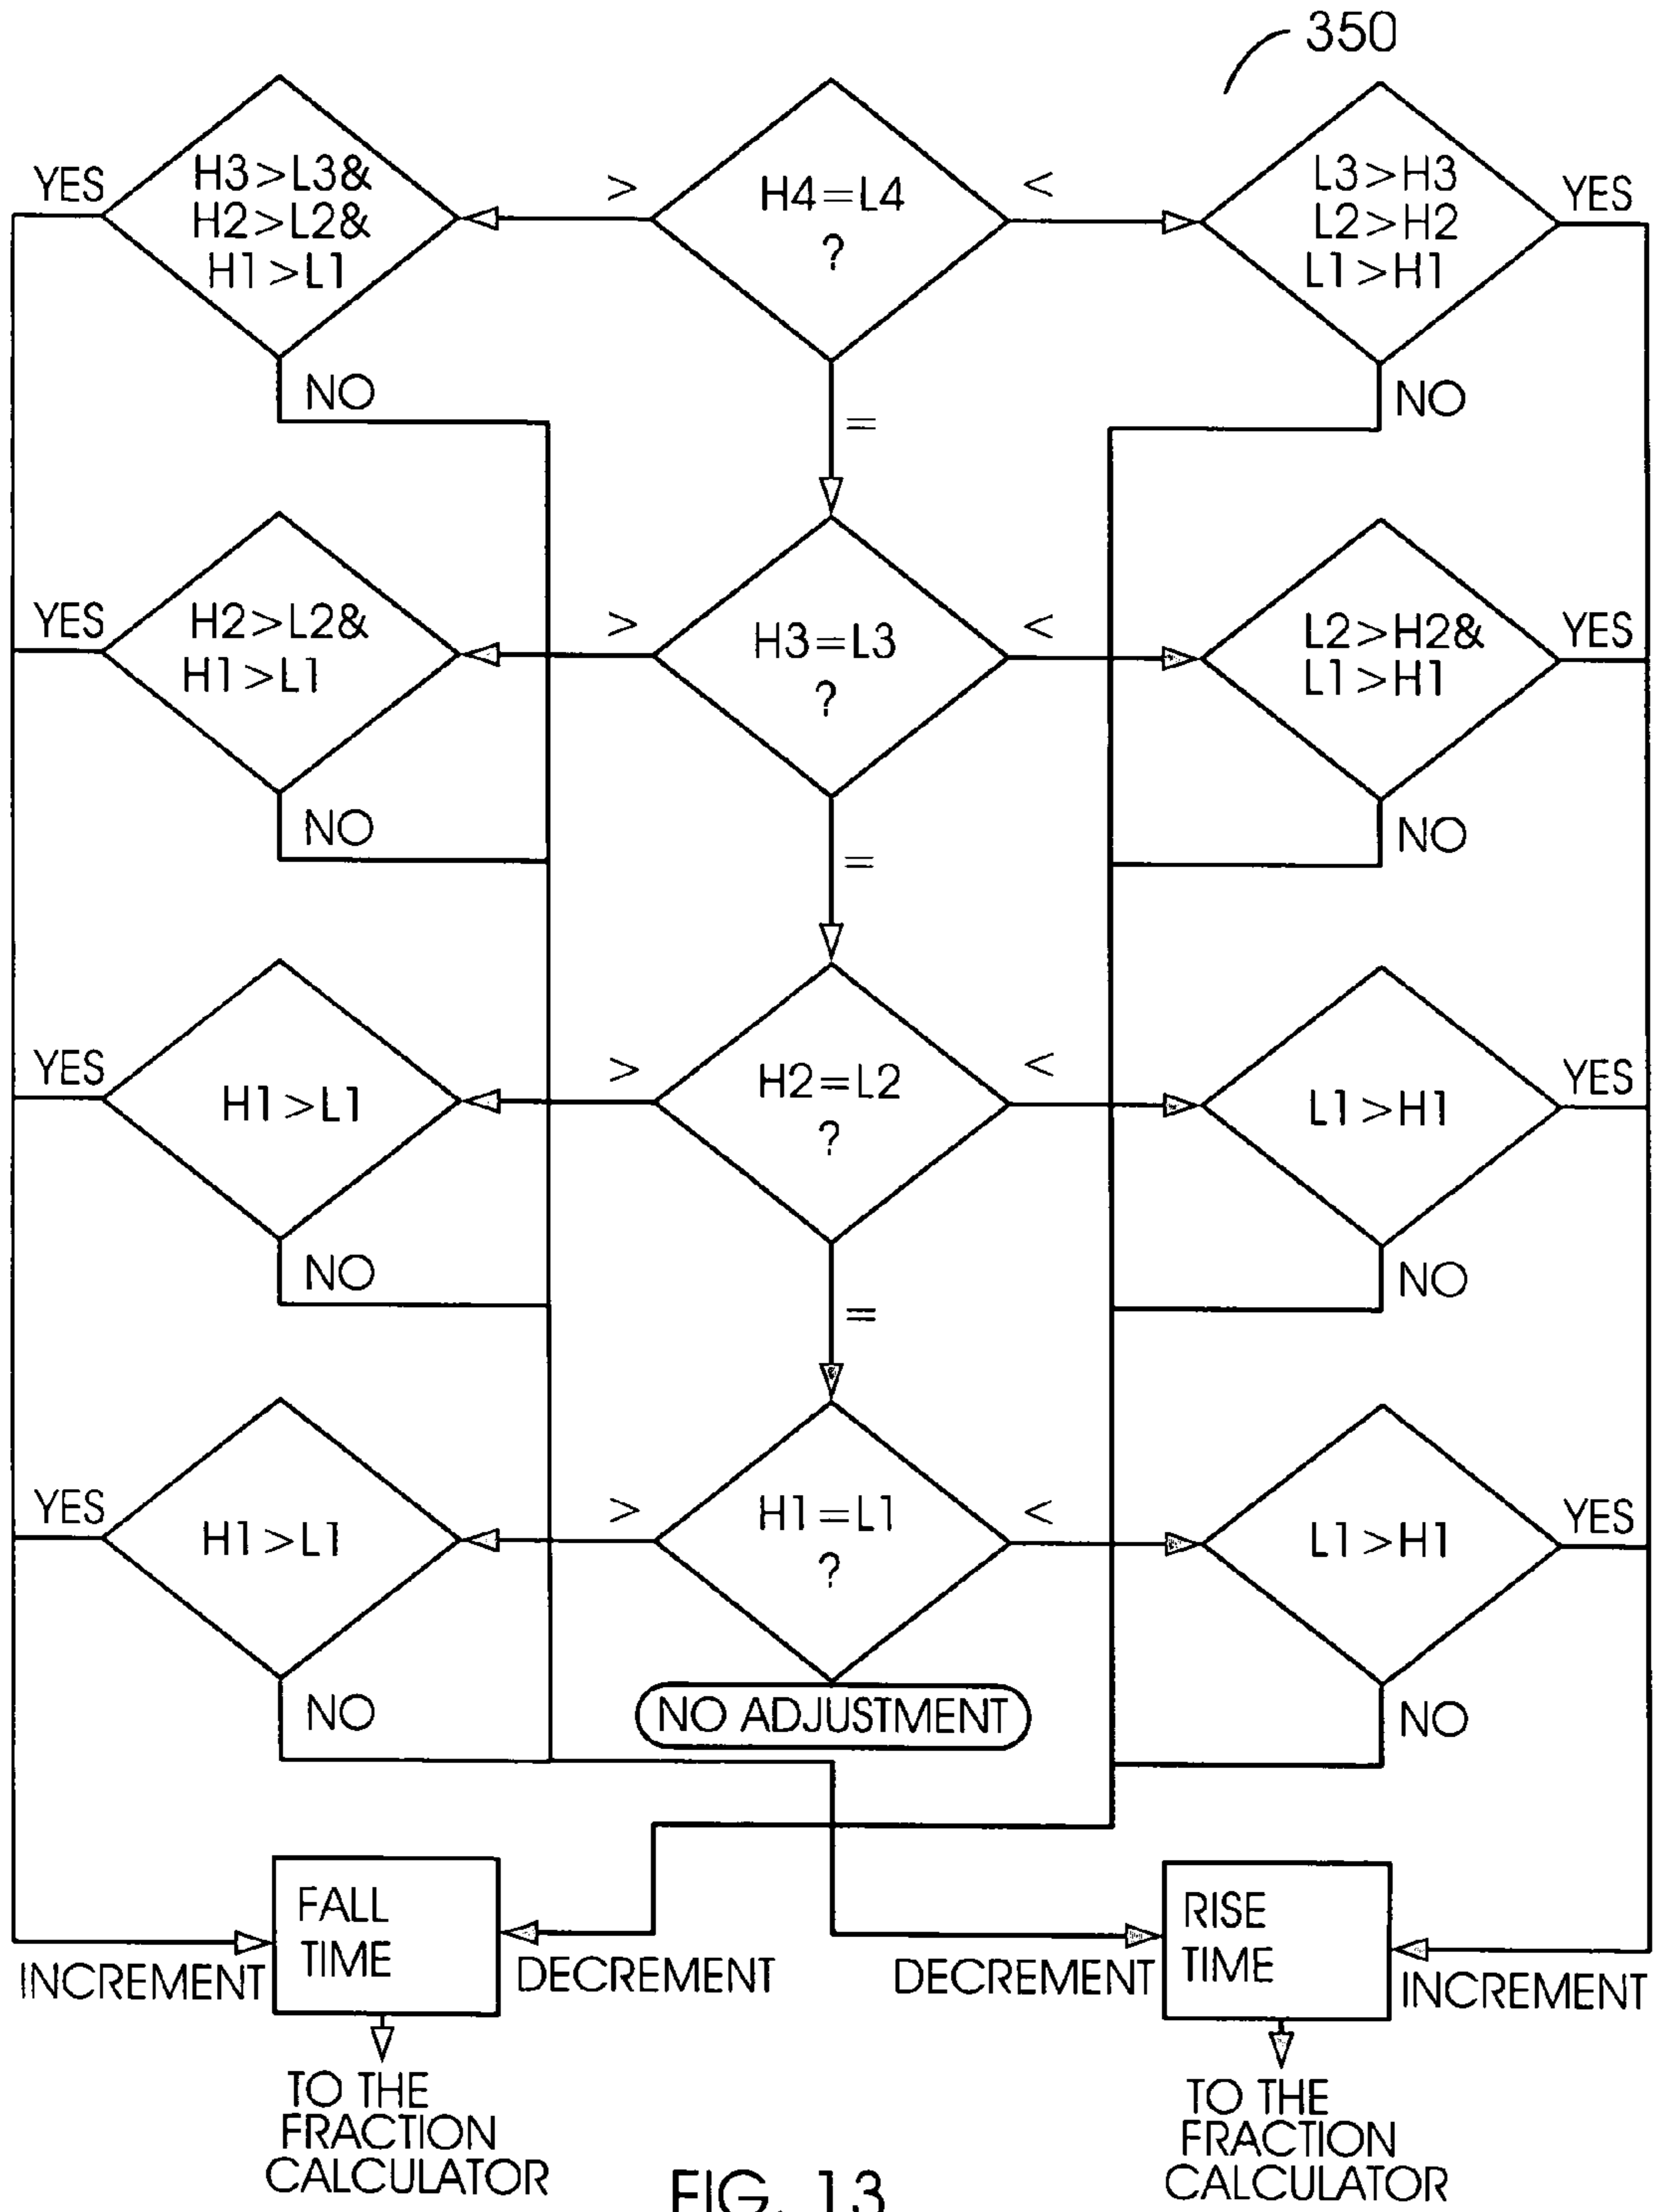 350
H3>L3&
H2>L2&
H1>L1
YES
NO
>
H4=L4
?
<
=
L3>H3
L2>H2
L1>H1
YES
NO
H2>L2&
H1>L1
YES
NO
>
H3=L3
?
<
=
L2>H2&
L1>H1
YES
NO
H1>L1
YES
NO
>
H2=L2
?
<
=
L1>H1
YES
NO
H1>L1
YES
NO
>
H1=L1
?
<
L1>H1
YES
NO
NO ADJUSTMENT
FALL
TIME
INCREMENT
DECREMENT
RISE
TIME
DECREMENT
INCREMENT
TO THE
FRACTION
CALCULATOR
TO THE
FRACTION
CALCULATOR
FIG. 13